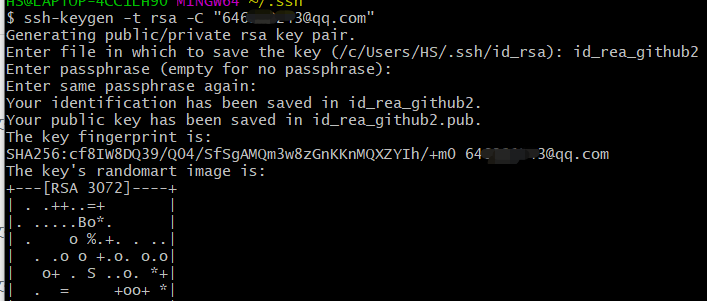 HS@LAPTOP-4CC1LH90 MINGW64 ~/.ssh
$ ssh-keygen -t rsa -C "646 3@qq.com"
Generating public/private rsa key pair.
Enter file in which to save the key (/c/Users/HS/.ssh/id_rsa): id_rea_github2
Enter passphrase (empty for no passphrase):
Enter same passphrase again:
Your identification has been saved in id_rea_github2.
Your public key has been saved in id_rea_github2.pub.
The key fingerprint is:
SHA256:cf8IW8DQ39/QO4/SfSgAMQm3w8zGnKKnMQXZYIh/+m0 64 3@qq.com
The key's randomart image is:
+---[RSA 3072]----+
| . .++..=+       |
|. .....Bo*.      |
| .    o %.+. . ..|
|  . .o o +.o. o.o|
|   o+ . S ..o. *+|
|  .  =     +oo+ *|